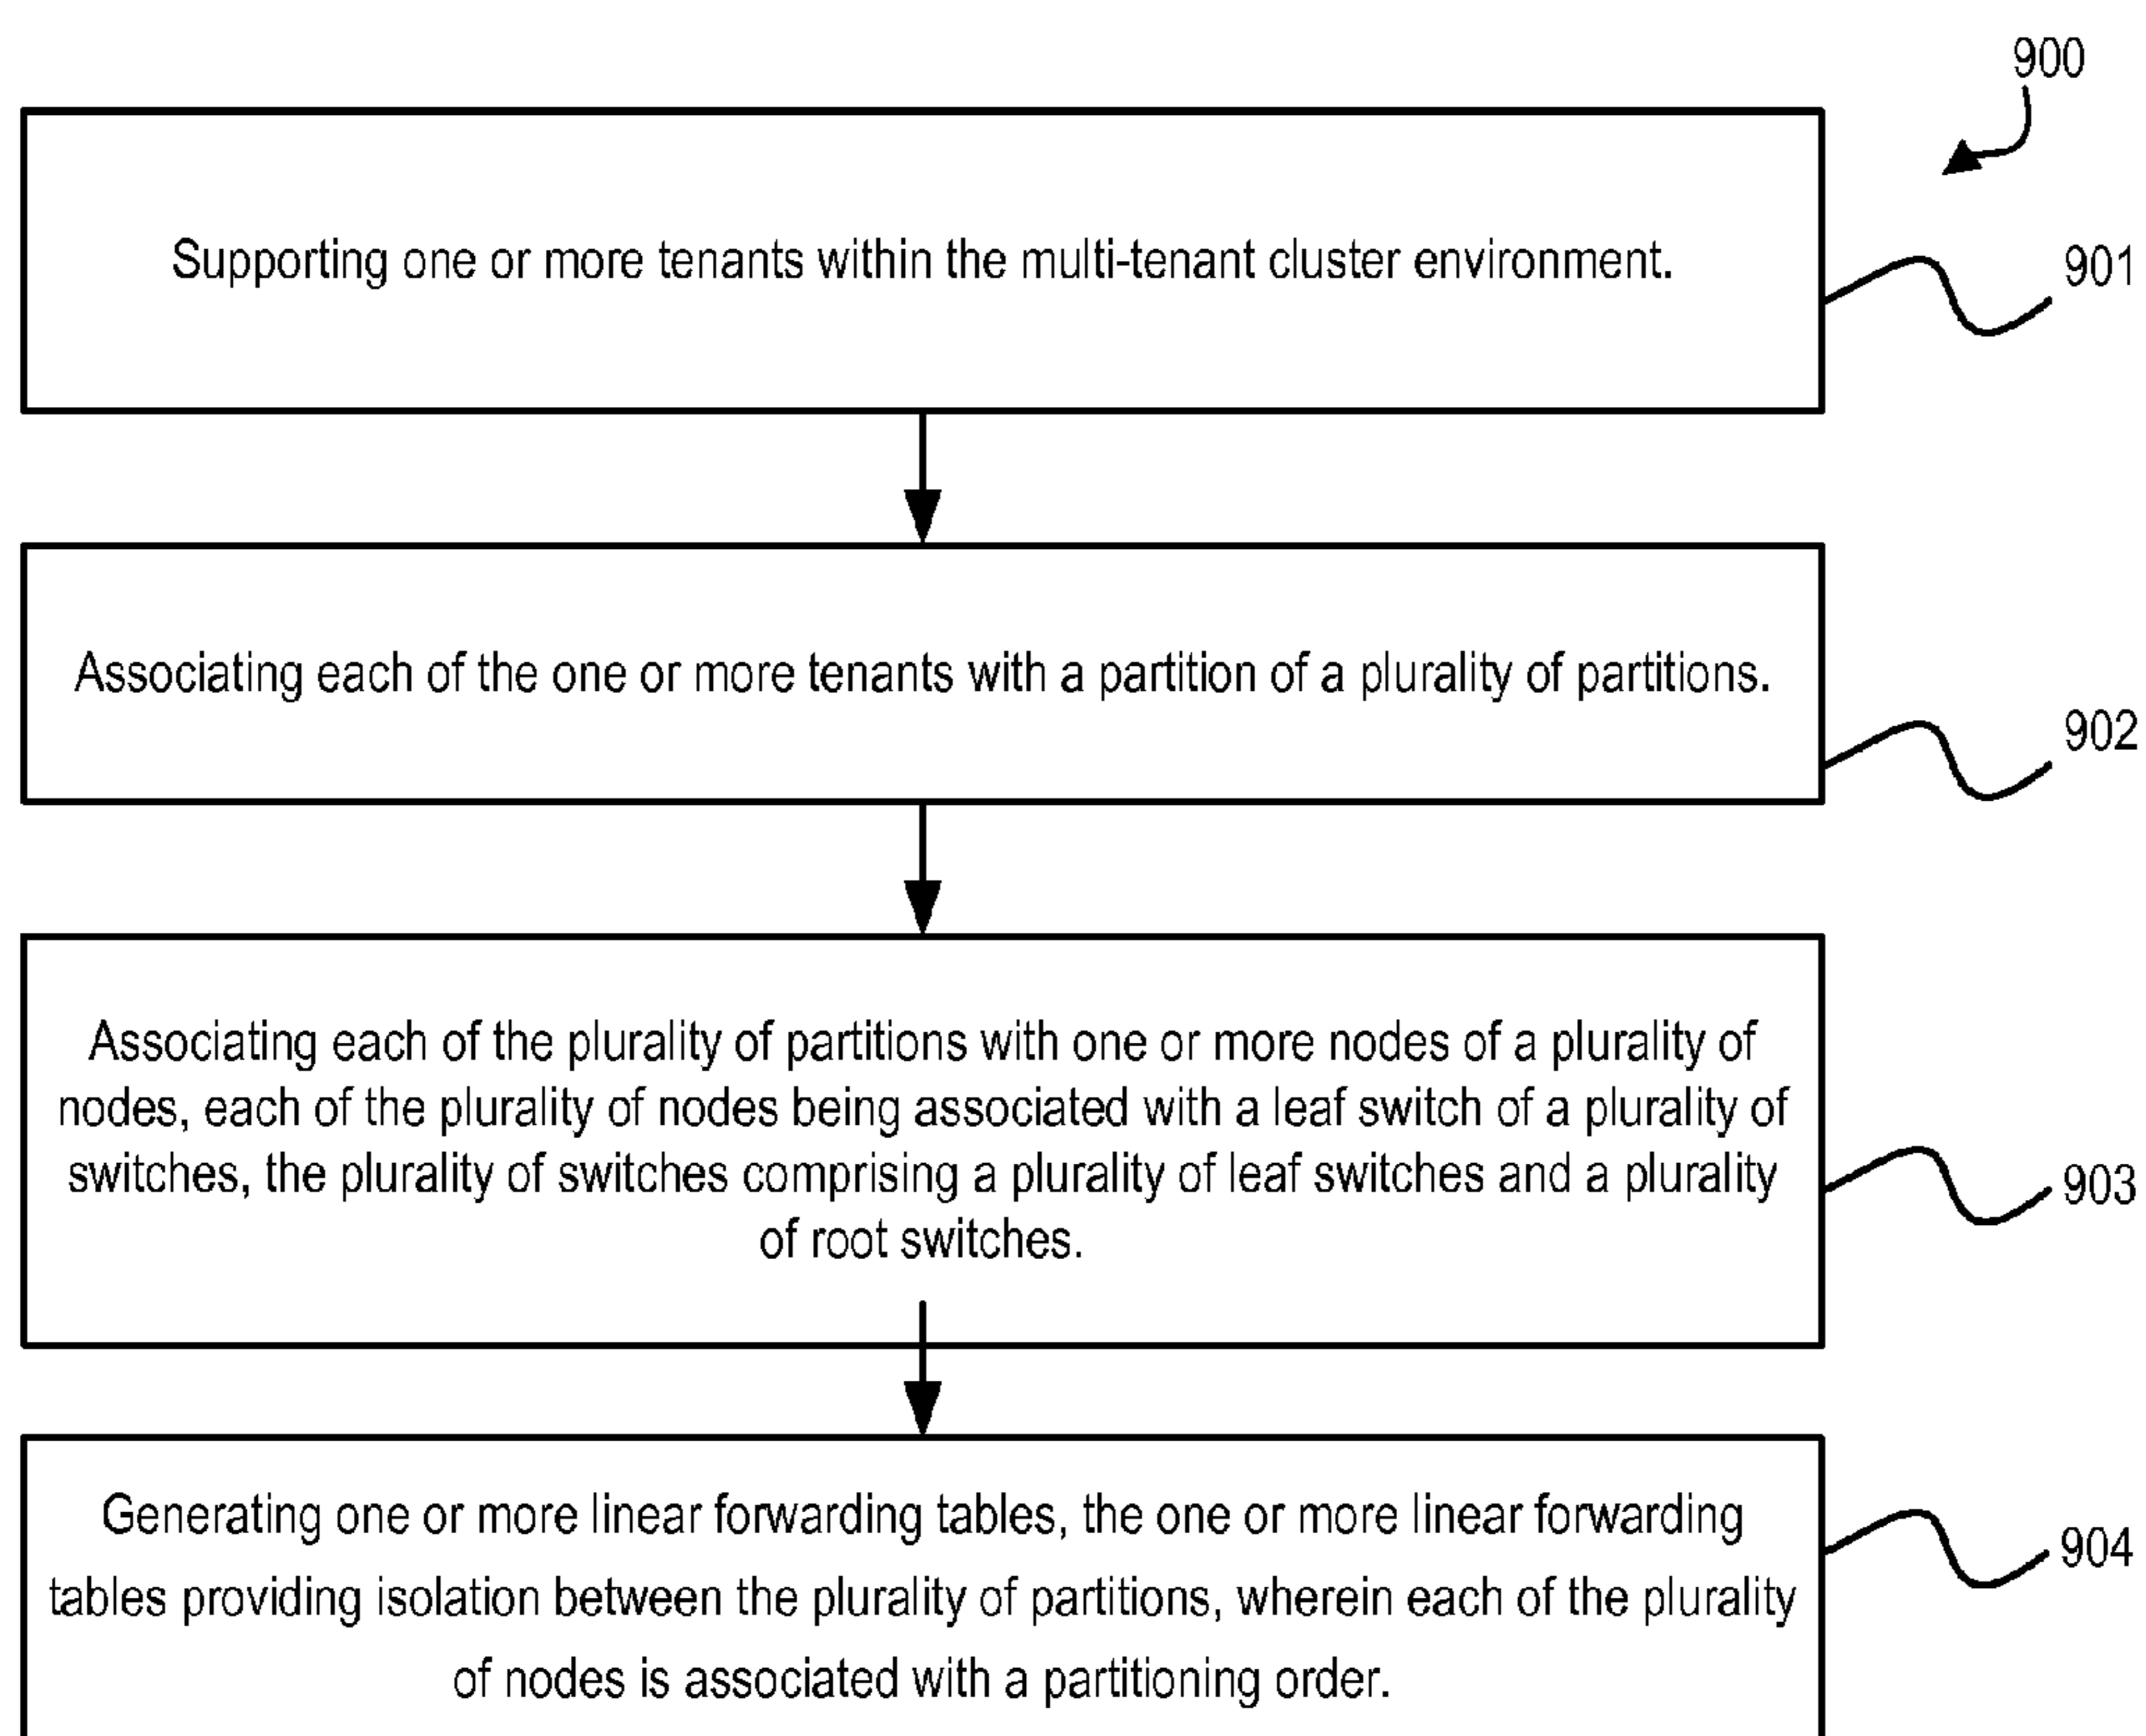 900
Supporting one or more tenants within the multi-tenant cluster environment.
901
Associating each of the one or more tenants with a partition of a plurality of partitions.
902
Associating each of the plurality of partitions with one or more nodes of a plurality of
nodes, each of the plurality of nodes being associated with a leaf switch of a plurality of
switches, the plurality of switches comprising a plurality of leaf switches and a plurality
of root switches.
903
Generating one or more linear forwarding tables, the one or more linear forwarding
tables providing isolation between the plurality of partitions, wherein each of the plurality
of nodes is associated with a partitioning order.
904